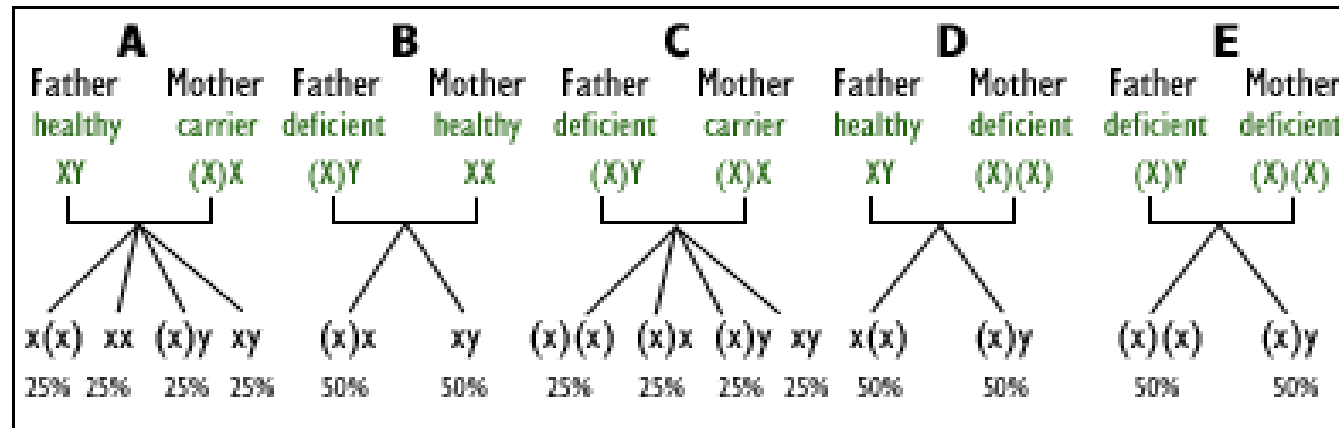 A B C D E
Father Mother Father Mother Father Mother Father Mother Father Mother
healthy carrier deficient healthy deficient carrier healthy deficient deficient deficient
XY (X)X (X)Y XX (X)Y (X)X XY (X)(X) (X)Y (X)(X)
x(x) xx (x)y xy (x)x xy (x)(x) (x)x (x)y xy x(x) (x)y (x)(x) (x)y
25% 25% 25% 25% 50% 50% 25% 25% 25% 25% 50% 50% 50% 50%